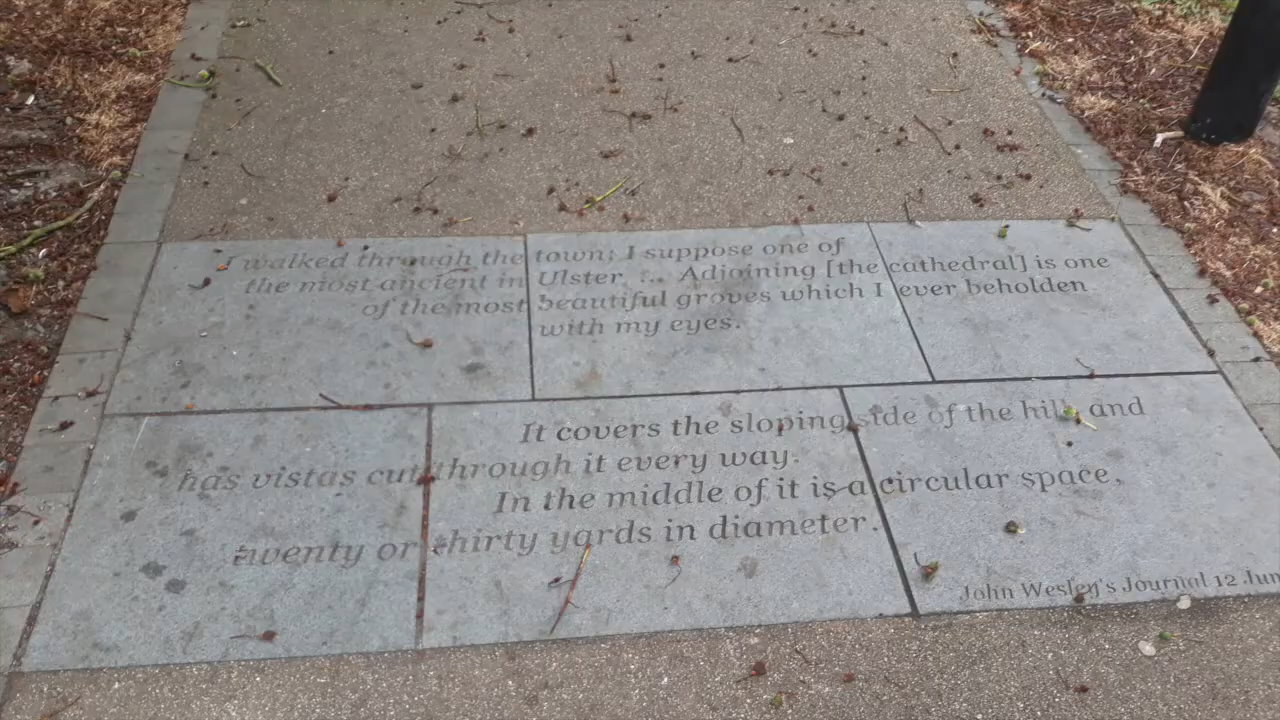 I walked through the town; I suppose one of
the most ancient in Ulster ... Adjoining [the cathedral] is one
of the most beautiful groves which I ever beholden
with my eyes.
It covers the sloping side of the hill, and
has vistas cut through it every way.
In the middle of it is a circular space,
twenty or thirty yards in diameter.
John Wesley's Journal 12 Jun